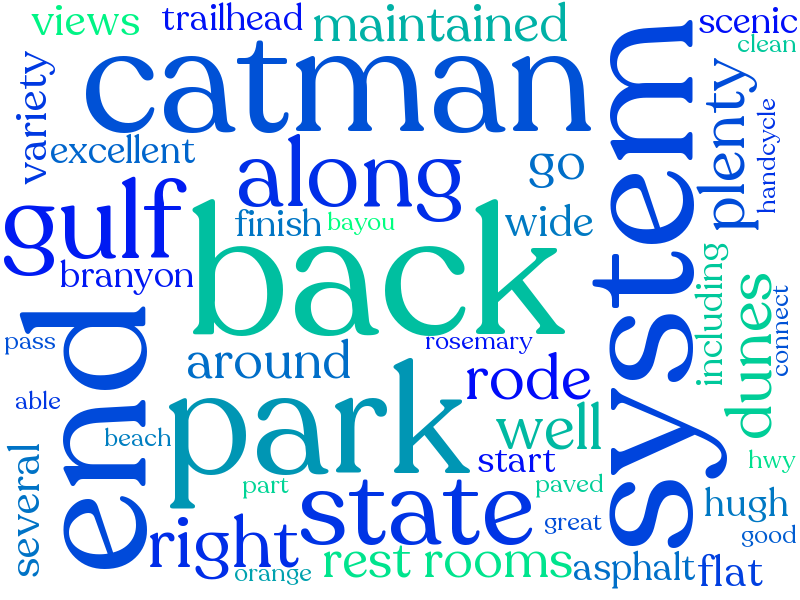 views
trailhead
maintained
scenic
clean
catman
system
variety
excellent
along
go
plenty
handcycle
gulf
finish
bayou
wide
branyon
back
including
dunes
connect
end
pass
around
rosemary
rode
able
park
well
beach
start
several
part
state
paved
hwy
great
hugh
good
right
orange
rest rooms
asphalt
flat